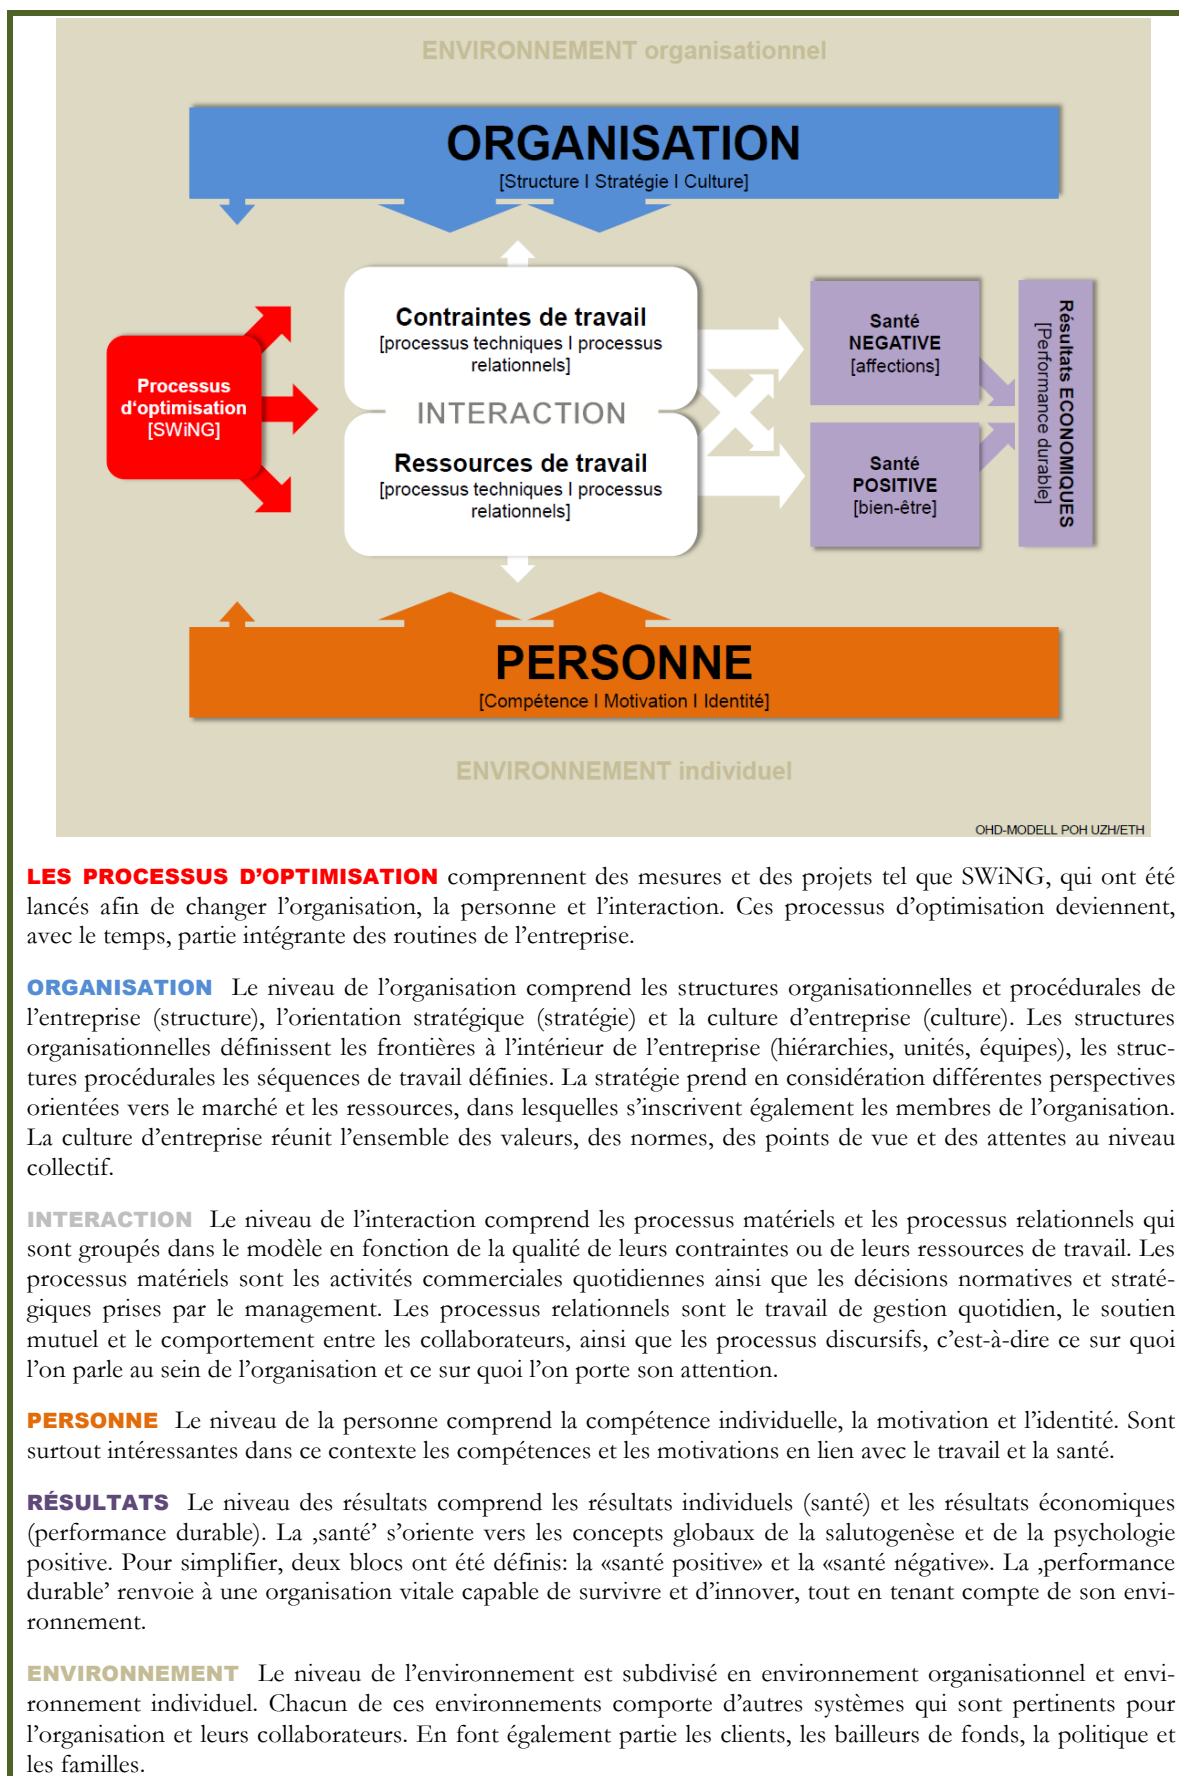 ENVIRONNEMENT organisationnel
ORGANISATION
[Structure I Stratégie I Culture]
Processus
d‘optimisation
[SWiNG]
Contraintes de travail
[processus techniques I processus
relationnels]
INTERACTION
Ressources de travail
[processus techniques I processus
relationnels]
Santé
NEGATIVE
[affections]
Santé
POSITIVE
[bien-être]
Résultats ECONOMIQUES
[Performance durable]
PERSONNE
[Compétence I Motivation I Identité]
ENVIRONNEMENT individuel
OHD-MODELL POH UZH/ETH
LES PROCESSUS D’OPTIMISATION comprennent des mesures et des projets tel que SWiNG, qui ont été
lancés afin de changer l’organisation, la personne et l’interaction. Ces processus d’optimisation deviennent,
avec le temps, partie intégrante des routines de l’entreprise.
ORGANISATION Le niveau de l’organisation comprend les structures organisationnelles et procédurales de
l’entreprise (structure), l’orientation stratégique (stratégie) et la culture d’entreprise (culture). Les structures
organisationnelles définissent les frontières à l’intérieur de l’entreprise (hiérarchies, unités, équipes), les struc-
tures procédurales les séquences de travail définies. La stratégie prend en considération différentes perspectives
orientées vers le marché et les ressources, dans lesquelles s’inscrivent également les membres de l’organisation.
La culture d’entreprise réunit l’ensemble des valeurs, des normes, des points de vue et des attentes au niveau
collectif.
INTERACTION Le niveau de l’interaction comprend les processus matériels et les processus relationnels qui
sont groupés dans le modèle en fonction de la qualité de leurs contraintes ou de leurs ressources de travail. Les
processus matériels sont les activités commerciales quotidiennes ainsi que les décisions normatives et straté-
giques prises par le management. Les processus relationnels sont le travail de gestion quotidien, le soutien
mutuel et le comportement entre les collaborateurs, ainsi que les processus discursifs, c’est-à-dire ce sur quoi
l’on parle au sein de l’organisation et ce sur quoi l’on porte son attention.
PERSONNE Le niveau de la personne comprend la compétence individuelle, la motivation et l’identité. Sont
surtout intéressantes dans ce contexte les compétences et les motivations en lien avec le travail et la santé.
RÉSULTATS Le niveau des résultats comprend les résultats individuels (santé) et les résultats économiques
(performance durable). La ‚santé’ s’oriente vers les concepts globaux de la salutogenèse et de la psychologie
positive. Pour simplifier, deux blocs ont été définis: la «santé positive» et la «santé négative». La ‚performance
durable’ renvoie à une organisation vitale capable de survivre et d’innover, tout en tenant compte de son envi-
ronnement.
ENVIRONNEMENT Le niveau de l’environnement est subdivisé en environnement organisationnel et envi-
ronnement individuel. Chacun de ces environnements comporte d’autres systèmes qui sont pertinents pour
l’organisation et leurs collaborateurs. En font également partie les clients, les bailleurs de fonds, la politique et
les familles.